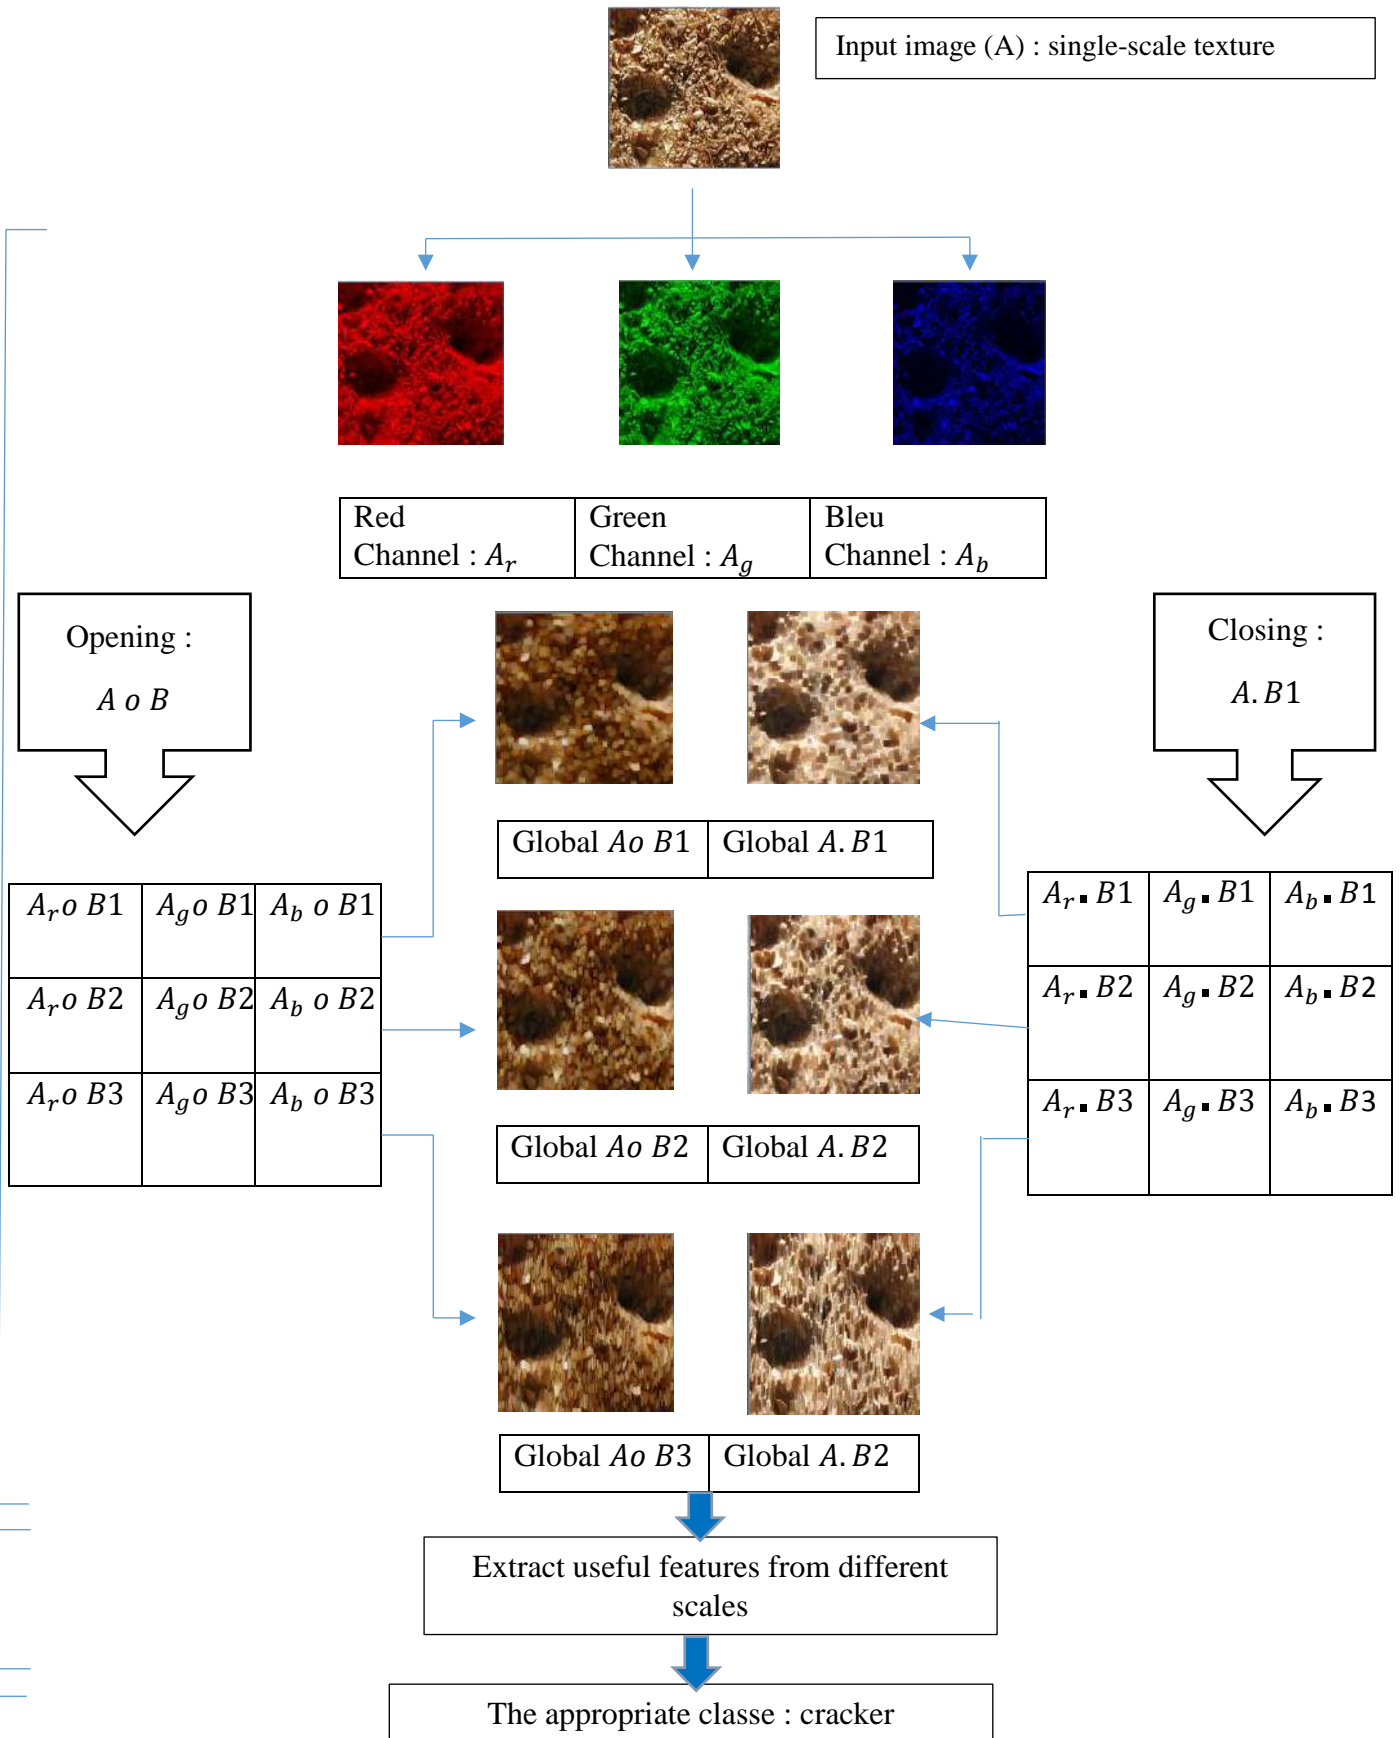 Input image (A) : single-scale texture
Red
Channel : A_r
Green
Channel : A_g
Bleu
Channel : A_b
Opening :
A o B
Closing :
A. B1
Global Ao B1
Global A. B1
A_r o B1
A_g o B1
A_b o B1
A_r o B2
A_g o B2
A_b o B2
A_r o B3
A_g o B3
A_b o B3
A_r ▪ B1
A_g ▪ B1
A_b ▪ B1
A_r ▪ B2
A_g ▪ B2
A_b ▪ B2
A_r ▪ B3
A_g ▪ B3
A_b ▪ B3
Global Ao B2
Global A. B2
Global Ao B3
Global A. B2
Extract useful features from different
scales
The appropriate classe : cracker